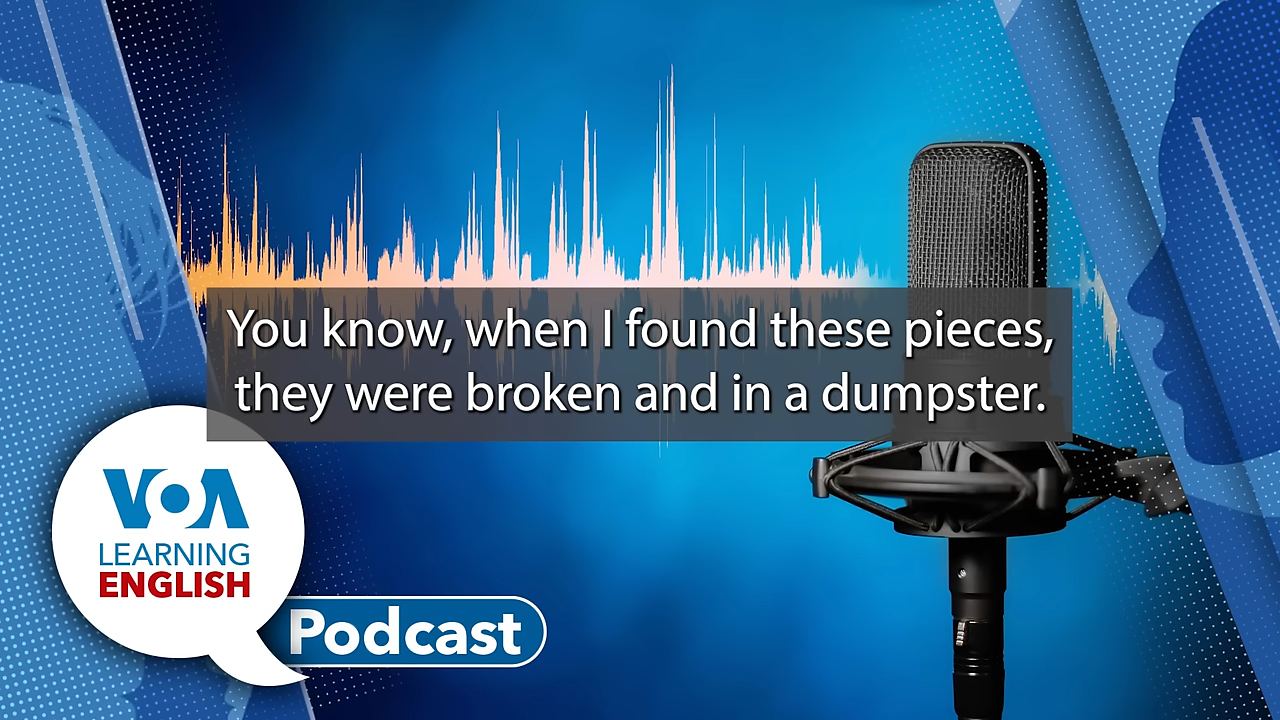 You know, when I found these pieces,
they were broken and in a dumpster.
VOA
LEARNING
ENGLISH
Podcast